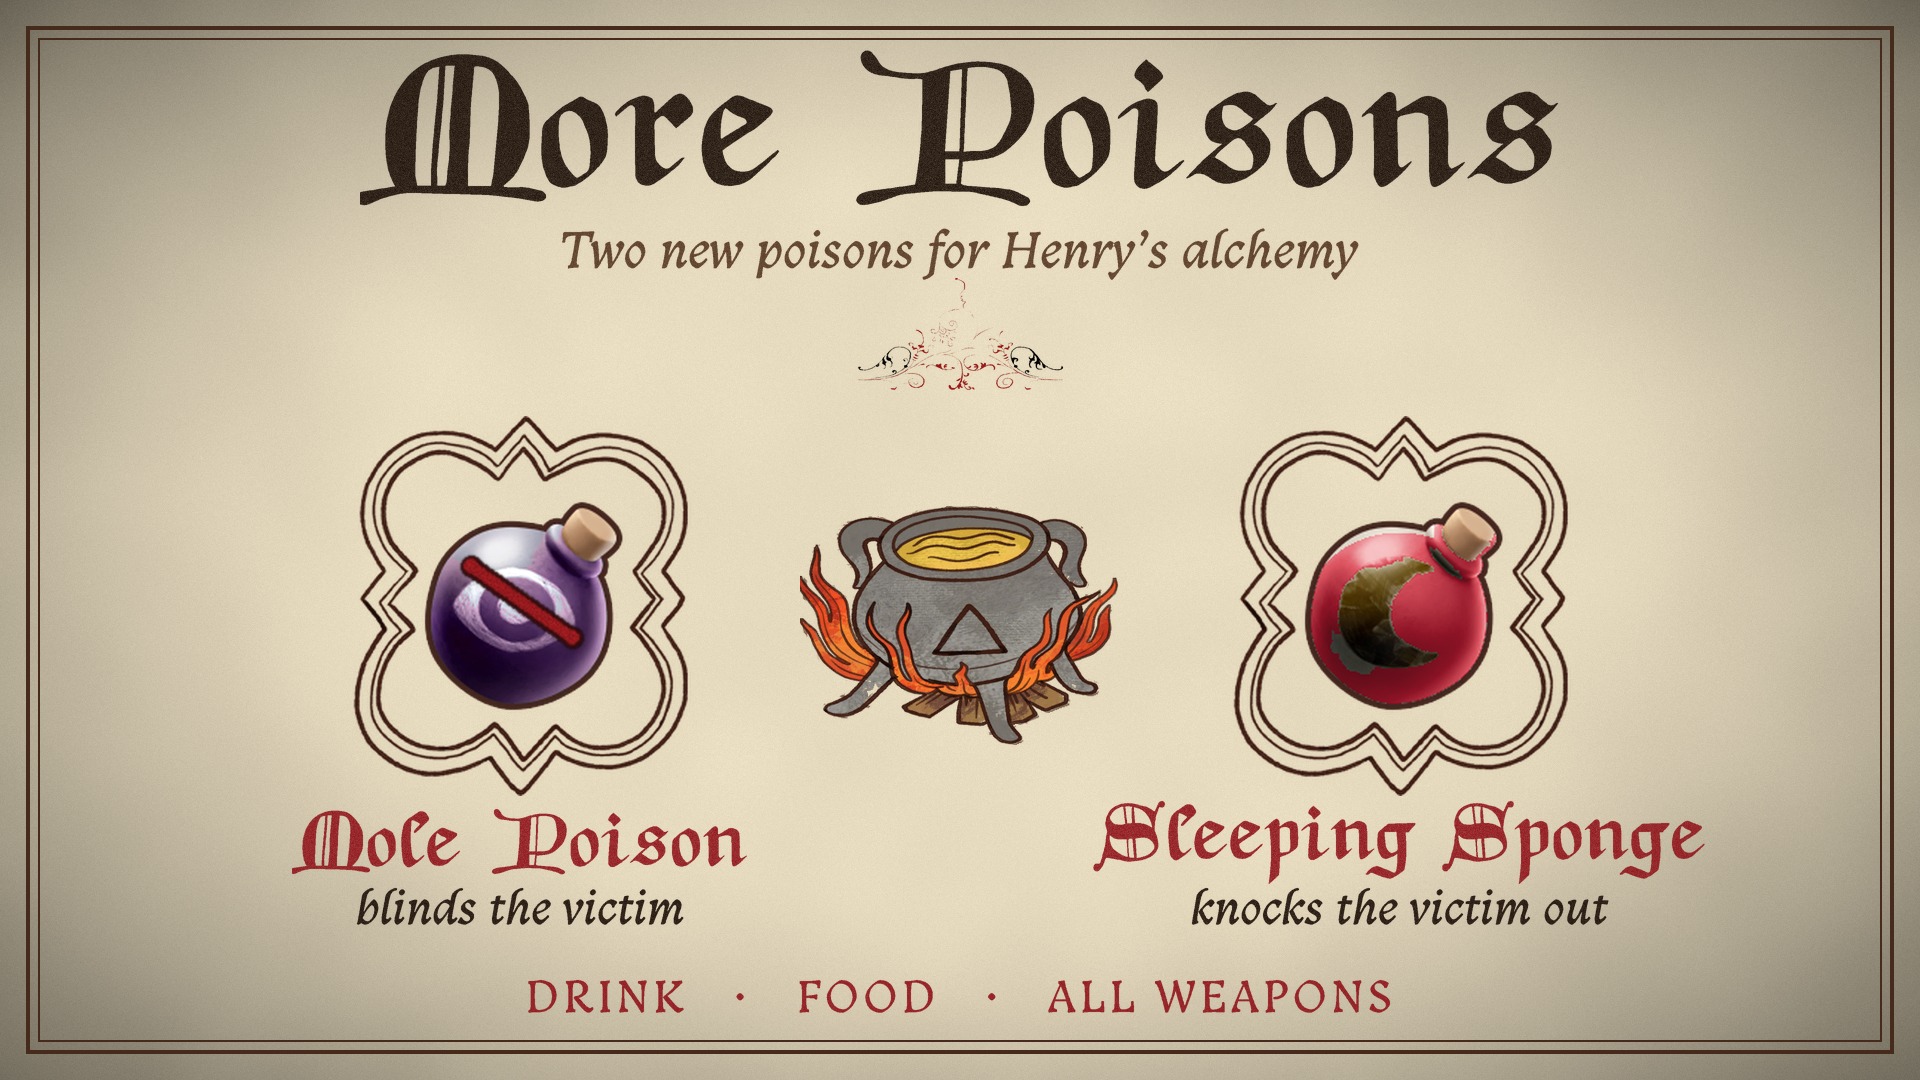 More Poisons
Two new poisons for Henry’s alchemy
Mole Poison
blinds the victim
Sleeping Sponge
knocks the victim out
DRINK · FOOD · ALL WEAPONS